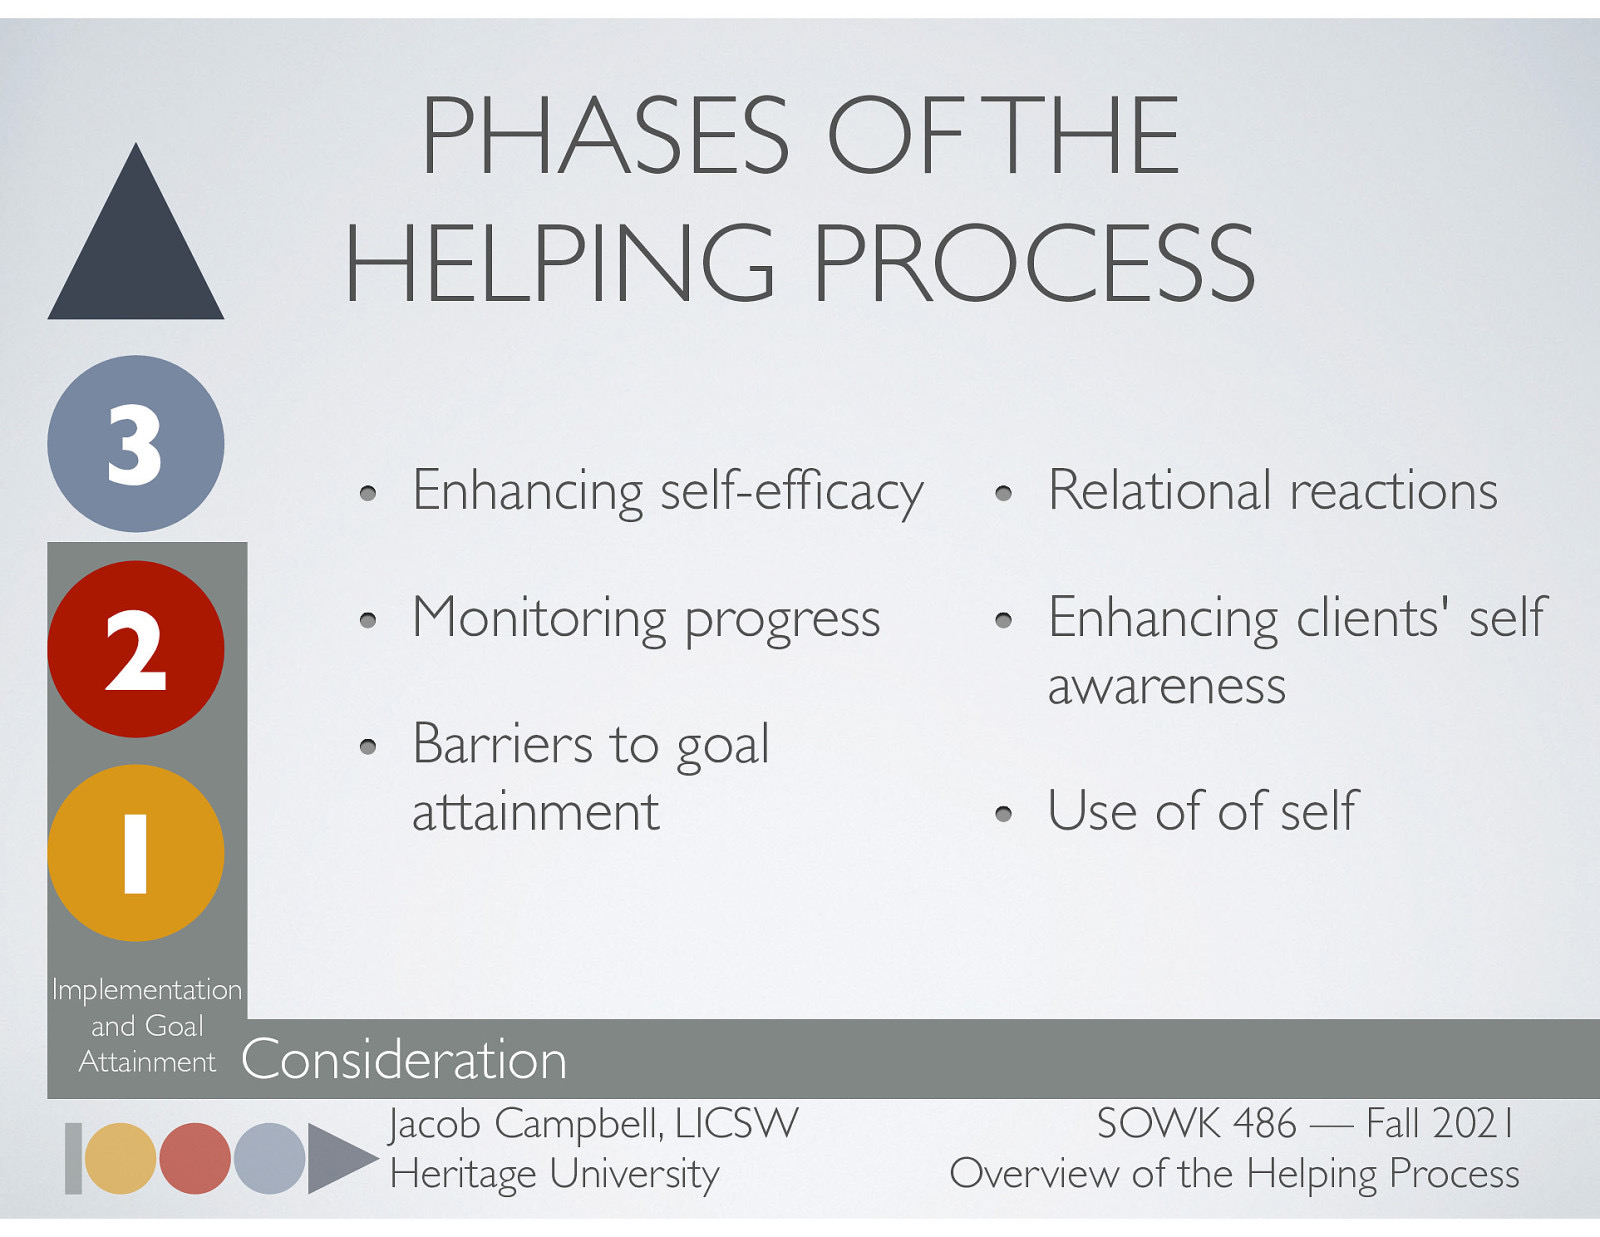 PHASES OF THE
HELPING PROCESS
3
2
1
• Enhancing self-efficacy
• Monitoring progress
• Barriers to goal
attainment
• Relational reactions
• Enhancing clients' self
awareness
• Use of of self
Implementation
and Goal
Attainment
Consideration
Jacob Campbell, LICSW
Heritage University
SOWK 486 — Fall 2021
Overview of the Helping Process